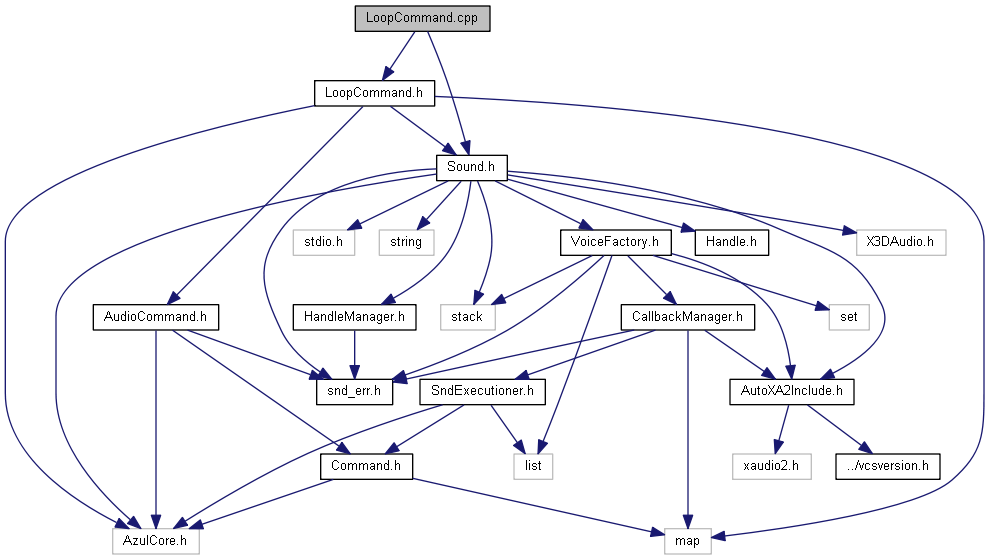 LoopCommand.cpp
LoopCommand.h
Sound.h
stdio.h
string
VoiceFactory.h
Handle.h
X3DAudio.h
AudioCommand.h
HandleManager.h
stack
CallbackManager.h
set
snd_err.h
SndExecutioner.h
AutoXA2Include.h
Command.h
list
xaudio2.h
../vcsversion.h
AzulCore.h
map